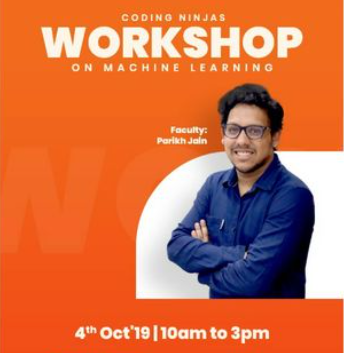 CODING NINJAS
WORKSHOP
ON MACHINE LEARNING
Faculty:
Parikh Jain
4th Oct'19 | 10am to 3pm